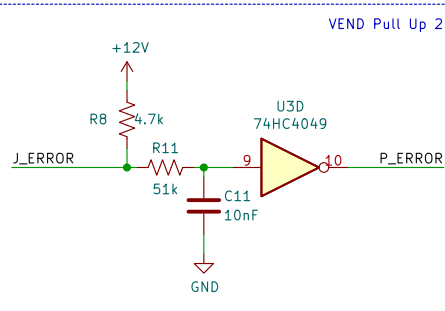 VEND Pull Up 2
+12V
R8
4.7k
U3D
74HC4049
J_ERROR
R11
51k
9
10
P_ERROR
C11
10nF
GND